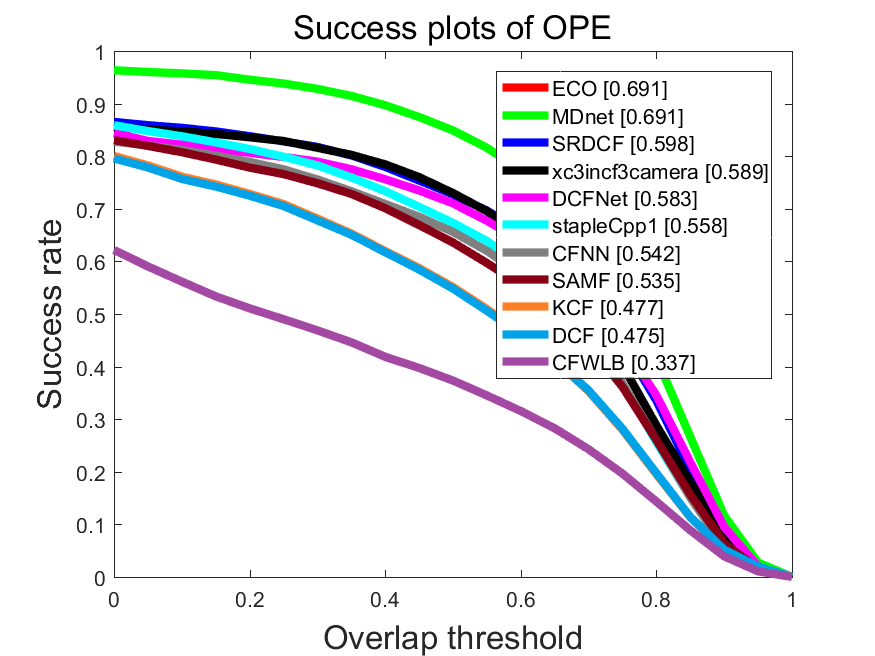 Success plots of OPE
Success rate
1
0.9
0.8
0.7
0.6
0.5
0.4
0.3
0.2
0.1
0
ECO [0.691]
MDnet [0.691]
SRDCF [0.598]
xc3incf3camera [0.589]
DCFNet [0.583]
stapleCpp1 [0.558]
CFNN [0.542]
SAMF [0.535]
KCF [0.477]
DCF [0.475]
CFWLB [0.337]
0 0.2 0.4 0.6 0.8 1
Overlap threshold